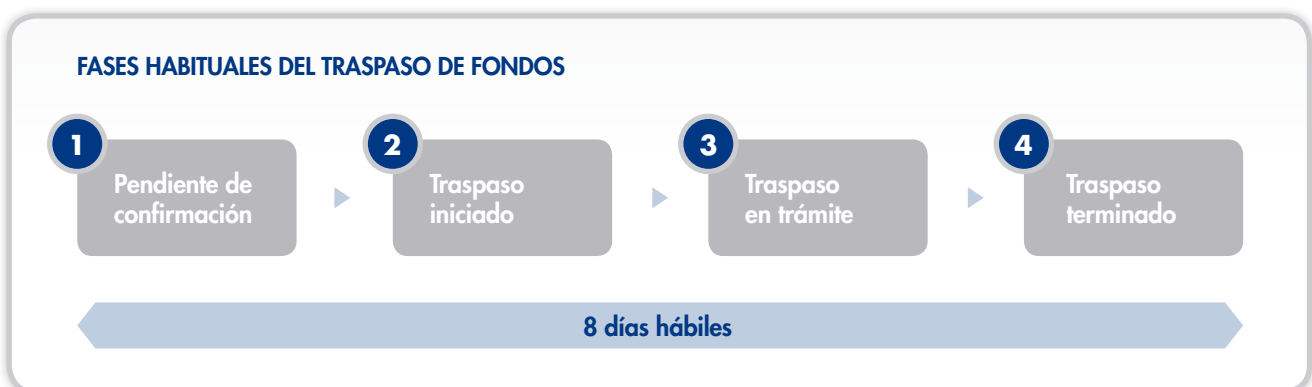 FASES HABITUALES DEL TRASPASO DE FONDOS
1
Pendiente de
confirmación
2
Traspaso
iniciado
3
Traspaso
en trámite
4
Traspaso
terminado
8 días hábiles